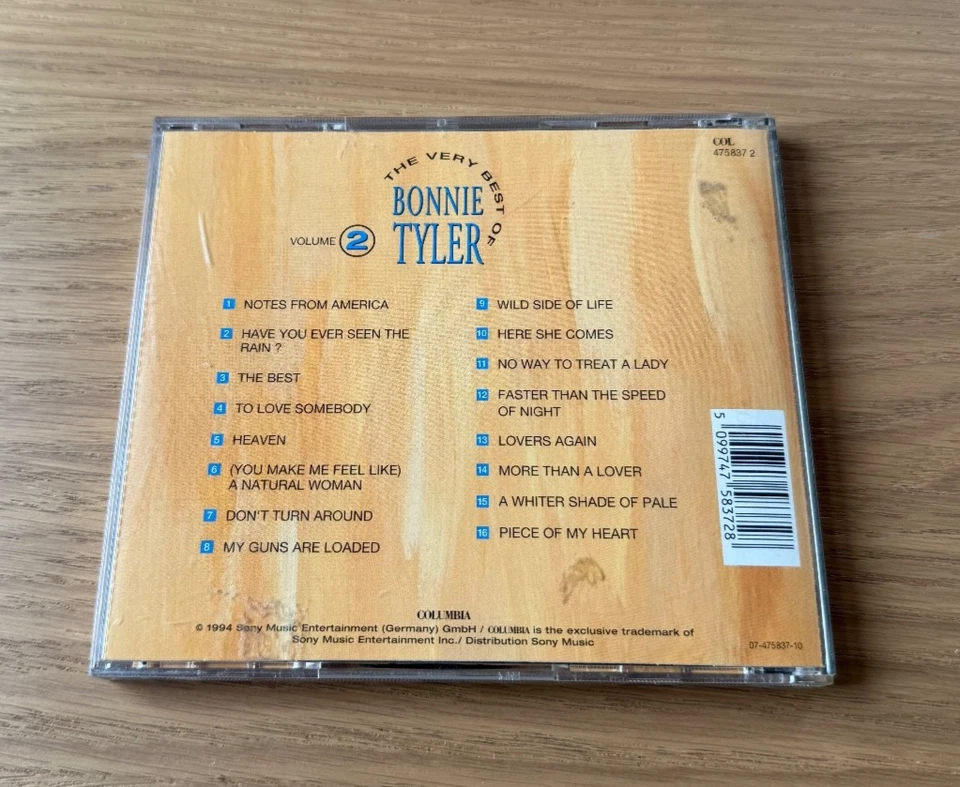 COL
475837 2
THE VERY BEST OF
BONNIE
TYLER
VOLUME 2
1 NOTES FROM AMERICA
2 HAVE YOU EVER SEEN THE
RAIN ?
3 THE BEST
4 TO LOVE SOMEBODY
5 HEAVEN
6 (YOU MAKE ME FEEL LIKE)
A NATURAL WOMAN
7 DON'T TURN AROUND
8 MY GUNS ARE LOADED
9 WILD SIDE OF LIFE
10 HERE SHE COMES
11 NO WAY TO TREAT A LADY
12 FASTER THAN THE SPEED
OF NIGHT
13 LOVERS AGAIN
14 MORE THAN A LOVER
15 A WHITER SHADE OF PALE
16 PIECE OF MY HEART
5 099747 583728
COLUMBIA
© 1994 Sony Music Entertainment (Germany) GmbH / COLUMBIA is the exclusive trademark of
Sony Music Entertainment Inc./ Distribution Sony Music
07-475837-10